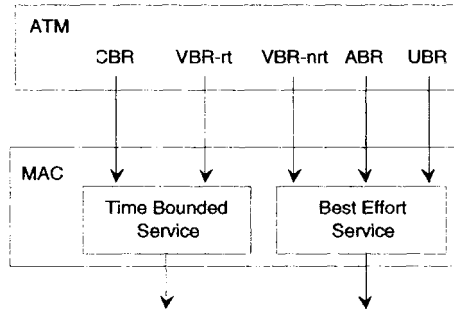 ATM
CBR VBR-rt VBR-nrt ABR UBR
MAC
Time Bounded
Service
Best Effort
Service